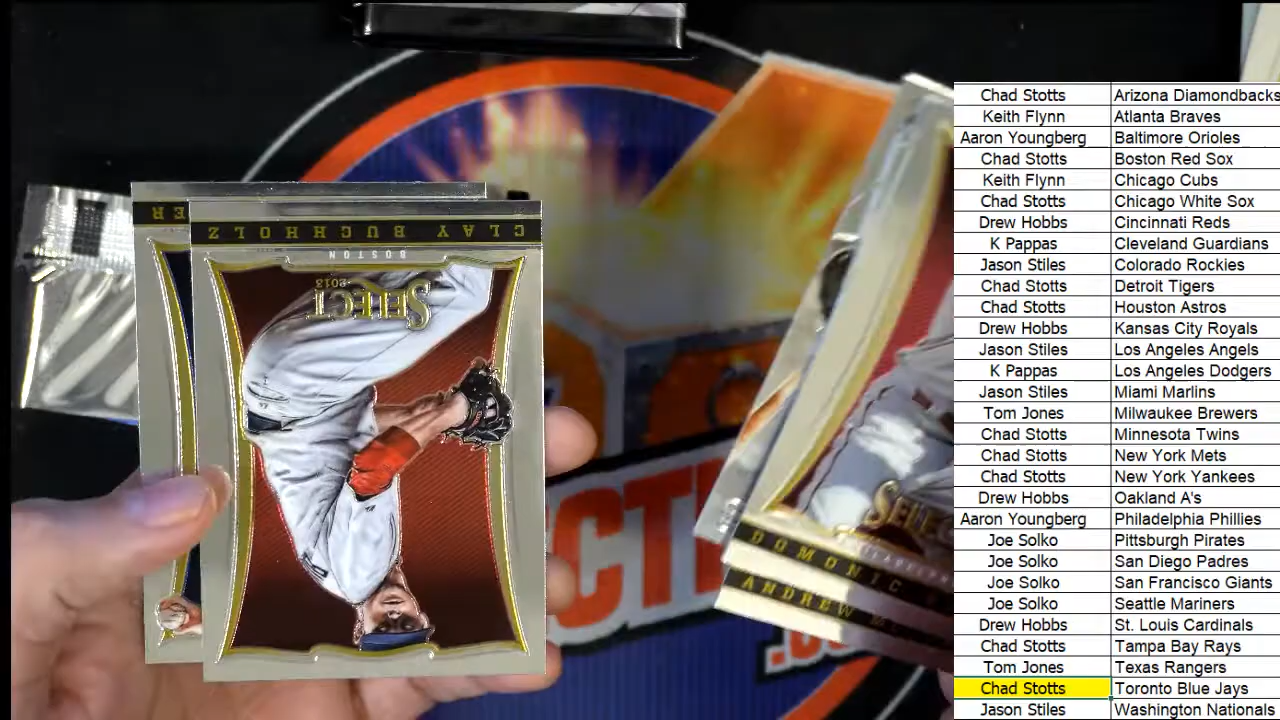 ER
CLAY BUCHHOLZ
BOSTON
2013
SELECT
SELEC
DOMONIC
ANDREW
Chad Stotts Arizona Diamondbacks
Keith Flynn Atlanta Braves
Aaron Youngberg Baltimore Orioles
Chad Stotts Boston Red Sox
Keith Flynn Chicago Cubs
Chad Stotts Chicago White Sox
Drew Hobbs Cincinnati Reds
K Pappas Cleveland Guardians
Jason Stiles Colorado Rockies
Chad Stotts Detroit Tigers
Chad Stotts Houston Astros
Drew Hobbs Kansas City Royals
Jason Stiles Los Angeles Angels
K Pappas Los Angeles Dodgers
Jason Stiles Miami Marlins
Tom Jones Milwaukee Brewers
Chad Stotts Minnesota Twins
Chad Stotts New York Mets
Chad Stotts New York Yankees
Drew Hobbs Oakland A's
Aaron Youngberg Philadelphia Phillies
Joe Solko Pittsburgh Pirates
Joe Solko San Diego Padres
Joe Solko San Francisco Giants
Joe Solko Seattle Mariners
Drew Hobbs St. Louis Cardinals
Chad Stotts Tampa Bay Rays
Tom Jones Texas Rangers
Chad Stotts Toronto Blue Jays
Jason Stiles Washington Nationals